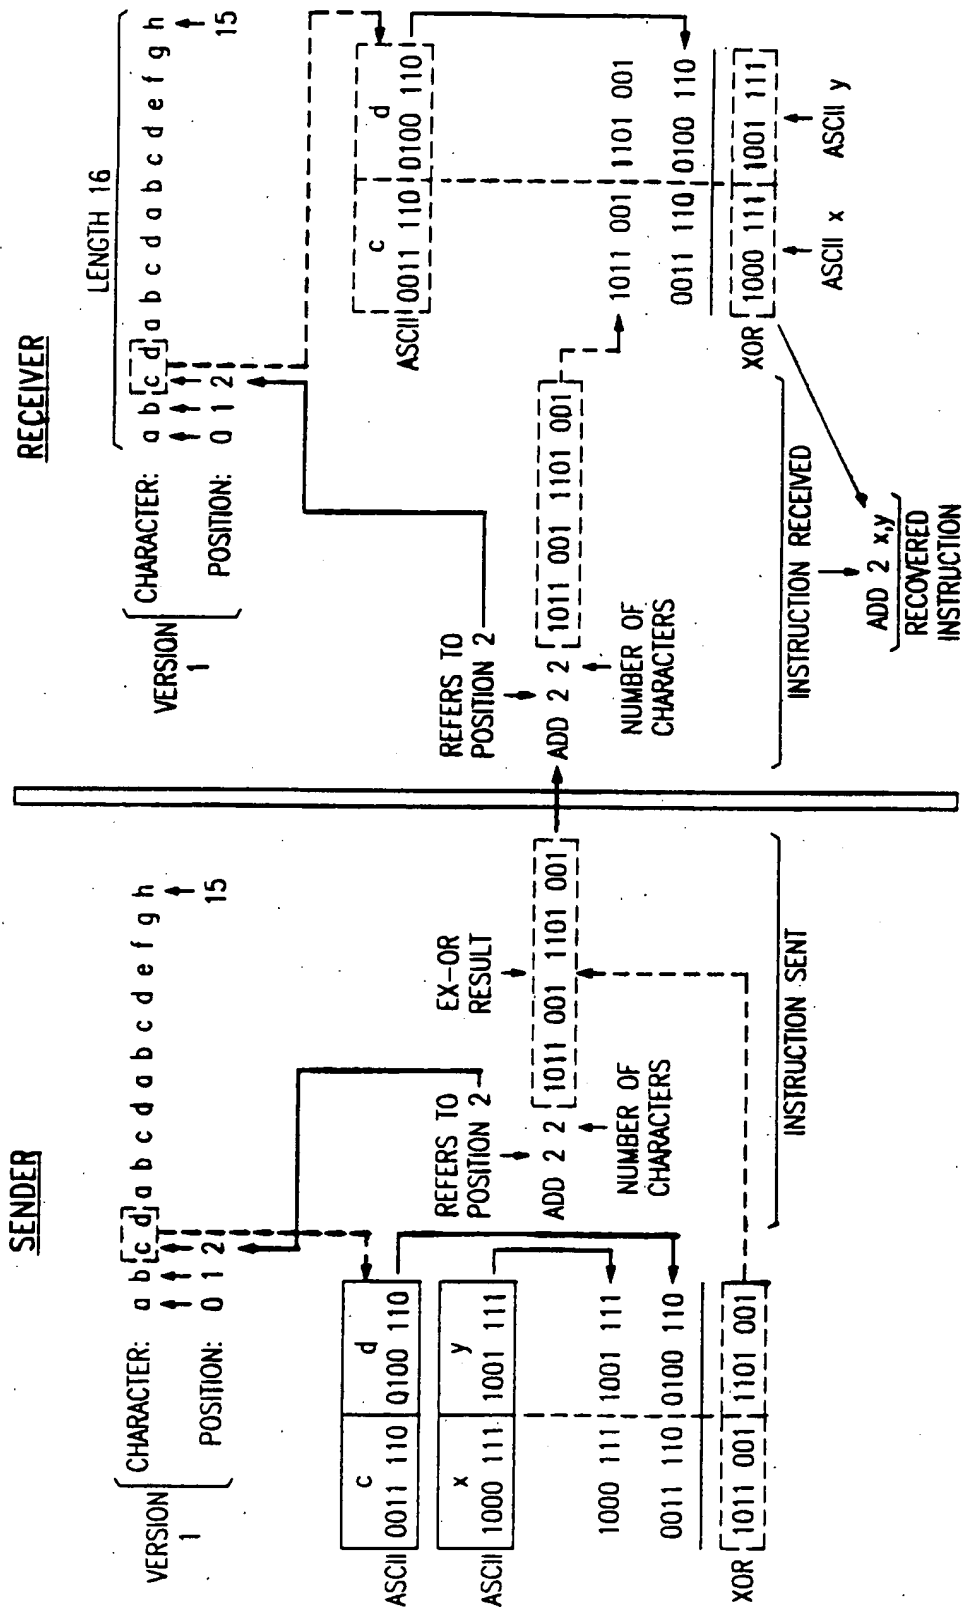 SENDER
VERSION 1
CHARACTER: a b c d a b c d a b c d e f g h
POSITION: 0 1 2 15
ASCII
c d
0011 110 0100 110
ASCII
x y
1000 111 1001 111
1000 111 1001 111
0011 110 0100 110
XOR
1011 001 1101 001
REFERS TO
POSITION 2
ADD 2 2 1011 001 1101 001
NUMBER OF
CHARACTERS
EX-OR
RESULT
INSTRUCTION SENT
RECEIVER
LENGTH 16
VERSION 1
CHARACTER: a b c d a b c d a b c d e f g h
POSITION: 0 1 2 15
ASCII
c d
0011 110 0100 110
REFERS TO
POSITION 2
ADD 2 2 1011 001 1101 001
NUMBER OF
CHARACTERS
1011 001 1101 001
0011 110 0100 110
XOR
1000 111 1001 111
ASCII x ASCII y
INSTRUCTION RECEIVED
ADD 2 x,y
RECOVERED
INSTRUCTION